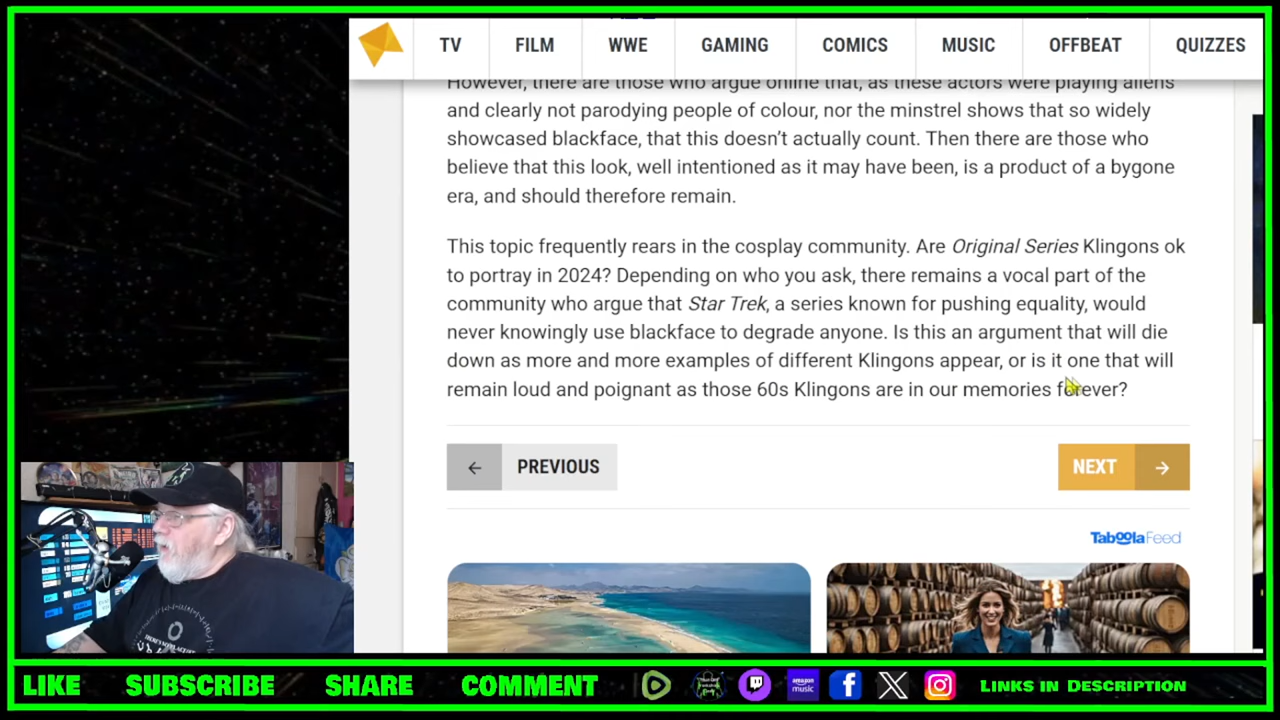 TV
FILM
WWE
GAMING
COMICS
MUSIC
OFFBEAT
QUIZZES
However, there are those who argue online that, as these actors were playing aliens
and clearly not parodying people of colour, nor the minstrel shows that so widely
showcased blackface, that this doesn't actually count. Then there are those who
believe that this look, well intentioned as it may have been, is a product of a bygone
era, and should therefore remain.
This topic frequently rears in the cosplay community. Are Original Series Klingons ok
to portray in 2024? Depending on who you ask, there remains a vocal part of the
community who argue that Star Trek, a series known for pushing equality, would
never knowingly use blackface to degrade anyone. Is this an argument that will die
down as more and more examples of different Klingons appear, or is it one that will
remain loud and poignant as those 60s Klingons are in our memories forever?
← PREVIOUS
NEXT →
Taboola Feed
LIKE
SUBSCRIBE
SHARE
COMMENT
amazon music
LINKS IN DESCRIPTION